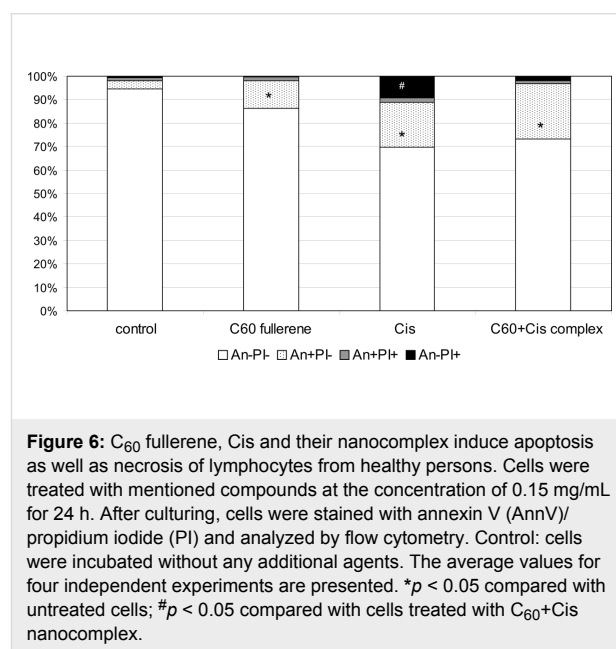 100%
90%
80%
70%
60%
50%
40%
30%
20%
10%
0%
*
#
*
*
control C60 fullerene Cis C60+Cis complex
An-PI- An+PI- An+PI+ An-PI+
Figure 6: C60 fullerene, Cis and their nanocomplex induce apoptosis
as well as necrosis of lymphocytes from healthy persons. Cells were
treated with mentioned compounds at the concentration of 0.15 mg/mL
for 24 h. After culturing, cells were stained with annexin V (AnnV)/
propidium iodide (PI) and analyzed by flow cytometry. Control: cells
were incubated without any additional agents. The average values for
four independent experiments are presented. *p < 0.05 compared with
untreated cells; #p < 0.05 compared with cells treated with C60+Cis
nanocomplex.